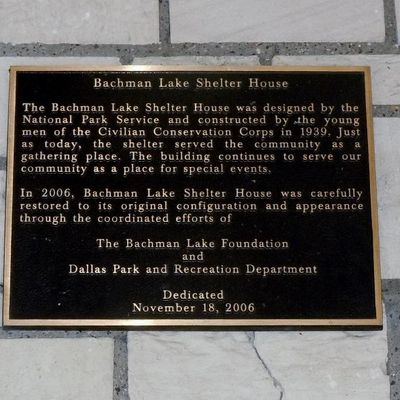 Bachman Lake Shelter House
The Bachman Lake Shelter House was designed by the
National Park Service and constructed by the young
men of the Civilian Conservation Corps in 1939. Just
as today, the shelter served the community as a
gathering place. The building continues to serve our
community as a place for special events.
In 2006, Bachman Lake Shelter House was carefully
restored to its original configuration and appearance
through the coordinated efforts of
The Bachman Lake Foundation
and
Dallas Park and Recreation Department
Dedicated
November 18, 2006